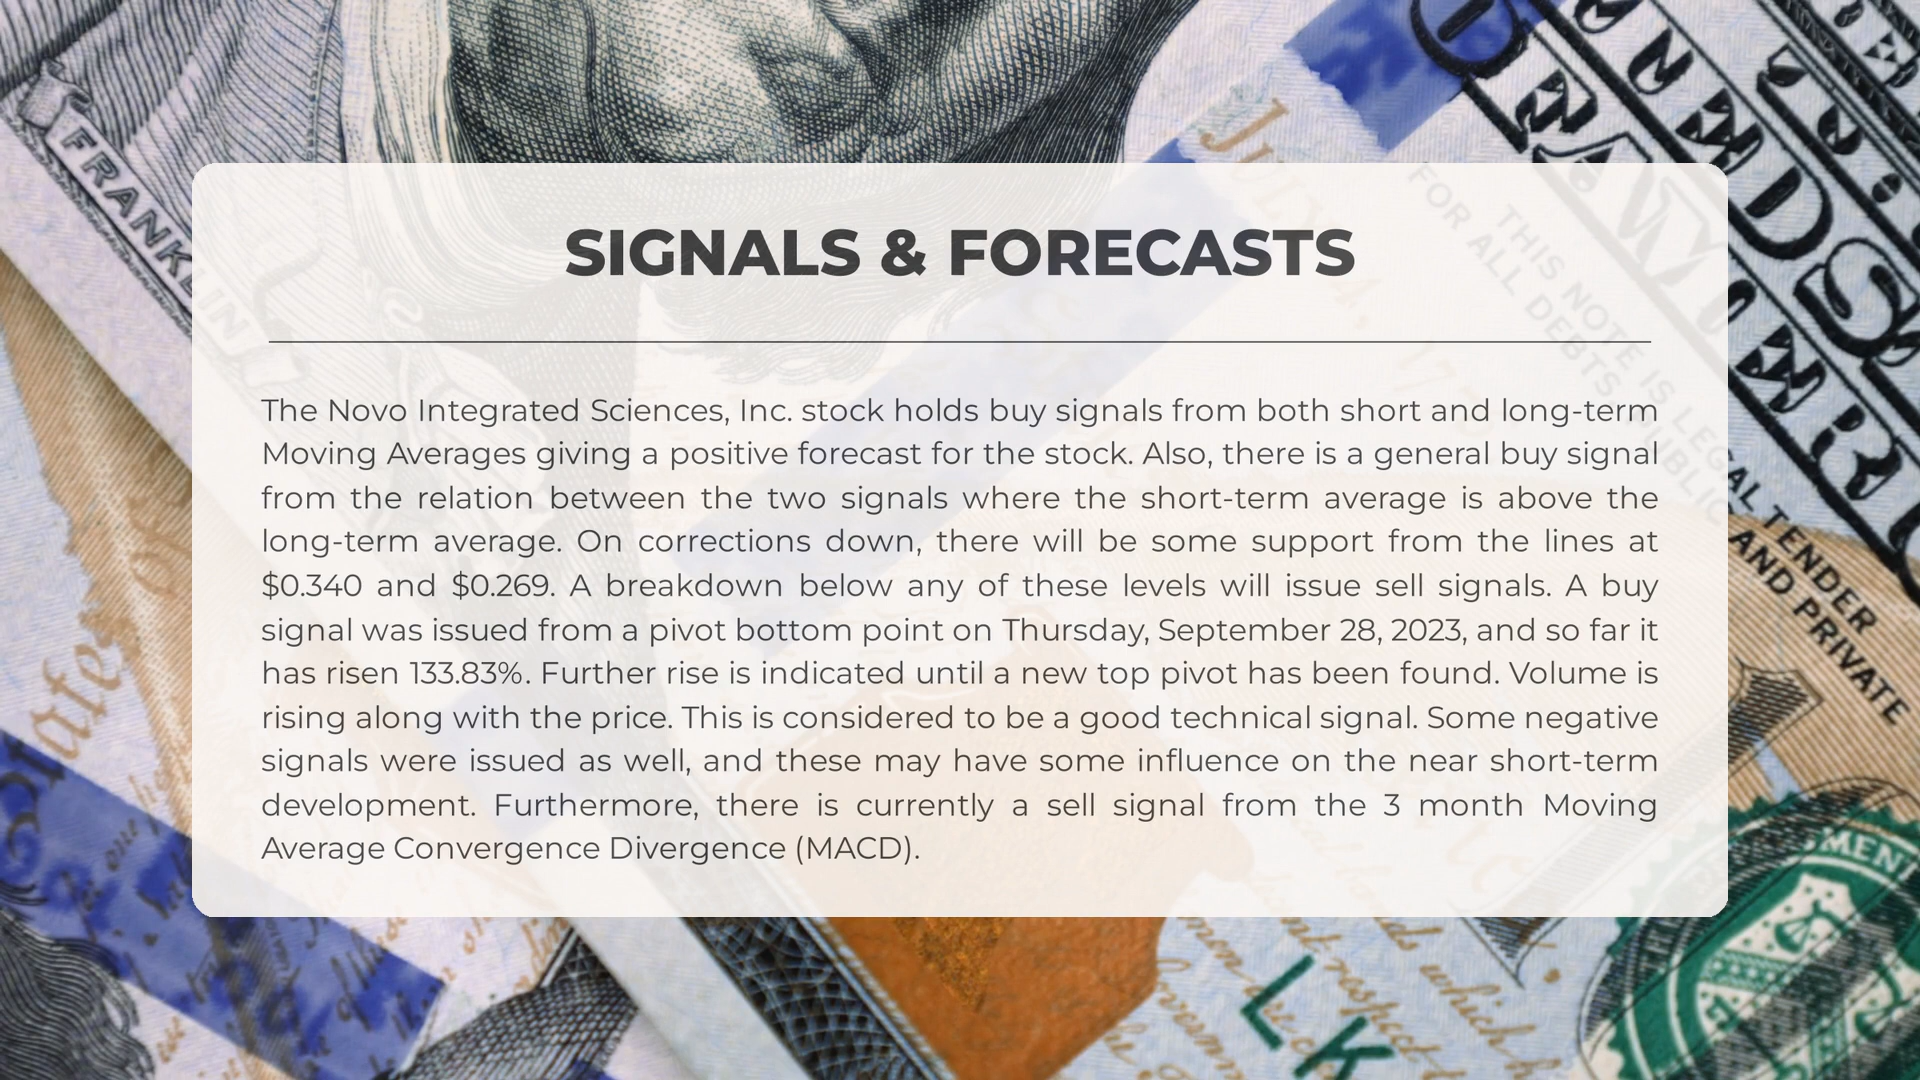 FRANKLIN
JULY 4, 1776
THIS NOTE IS LEGAL TENDER
FOR ALL DEBTS, PUBLIC AND PRIVATE
SIGNALS & FORECASTS
The Novo Integrated Sciences, Inc. stock holds buy signals from both short and long-term
Moving Averages giving a positive forecast for the stock. Also, there is a general buy signal
from the relation between the two signals where the short-term average is above the
long-term average. On corrections down, there will be some support from the lines at
$0.340 and $0.269. A breakdown below any of these levels will issue sell signals. A buy
signal was issued from a pivot bottom point on Thursday, September 28, 2023, and so far it
has risen 133.83%. Further rise is indicated until a new top pivot has been found. Volume is
rising along with the price. This is considered to be a good technical signal. Some negative
signals were issued as well, and these may have some influence on the near short-term
development. Furthermore, there is currently a sell signal from the 3 month Moving
Average Convergence Divergence (MACD).
which
respect
L K